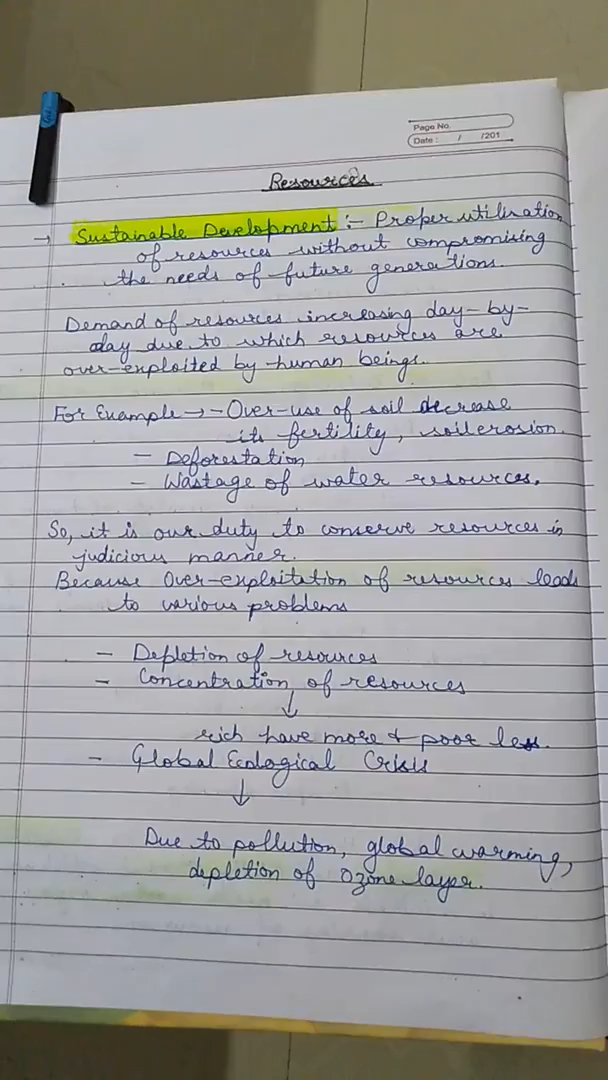 Page No.
Date : / /201
Resources
→ Sustainable Development :- Proper utilisation
of resources without compromising
the needs of future generations.
Demand of resources increasing day-by-
day due to which resources are
over-exploited by human beings.
For Example → - Over-use of soil decrease
its fertility, soil erosion.
- Deforestation
- Wastage of water resources.
So, it is our duty to conserve resources in
judicious manner.
Because Over-exploitation of resources leads
to various problems
- Depletion of resources
- Concentration of resources
↓
rich have more & poor less.
- Global Ecological Crisis
↓
Due to pollution, global warming,
depletion of Ozone layer.